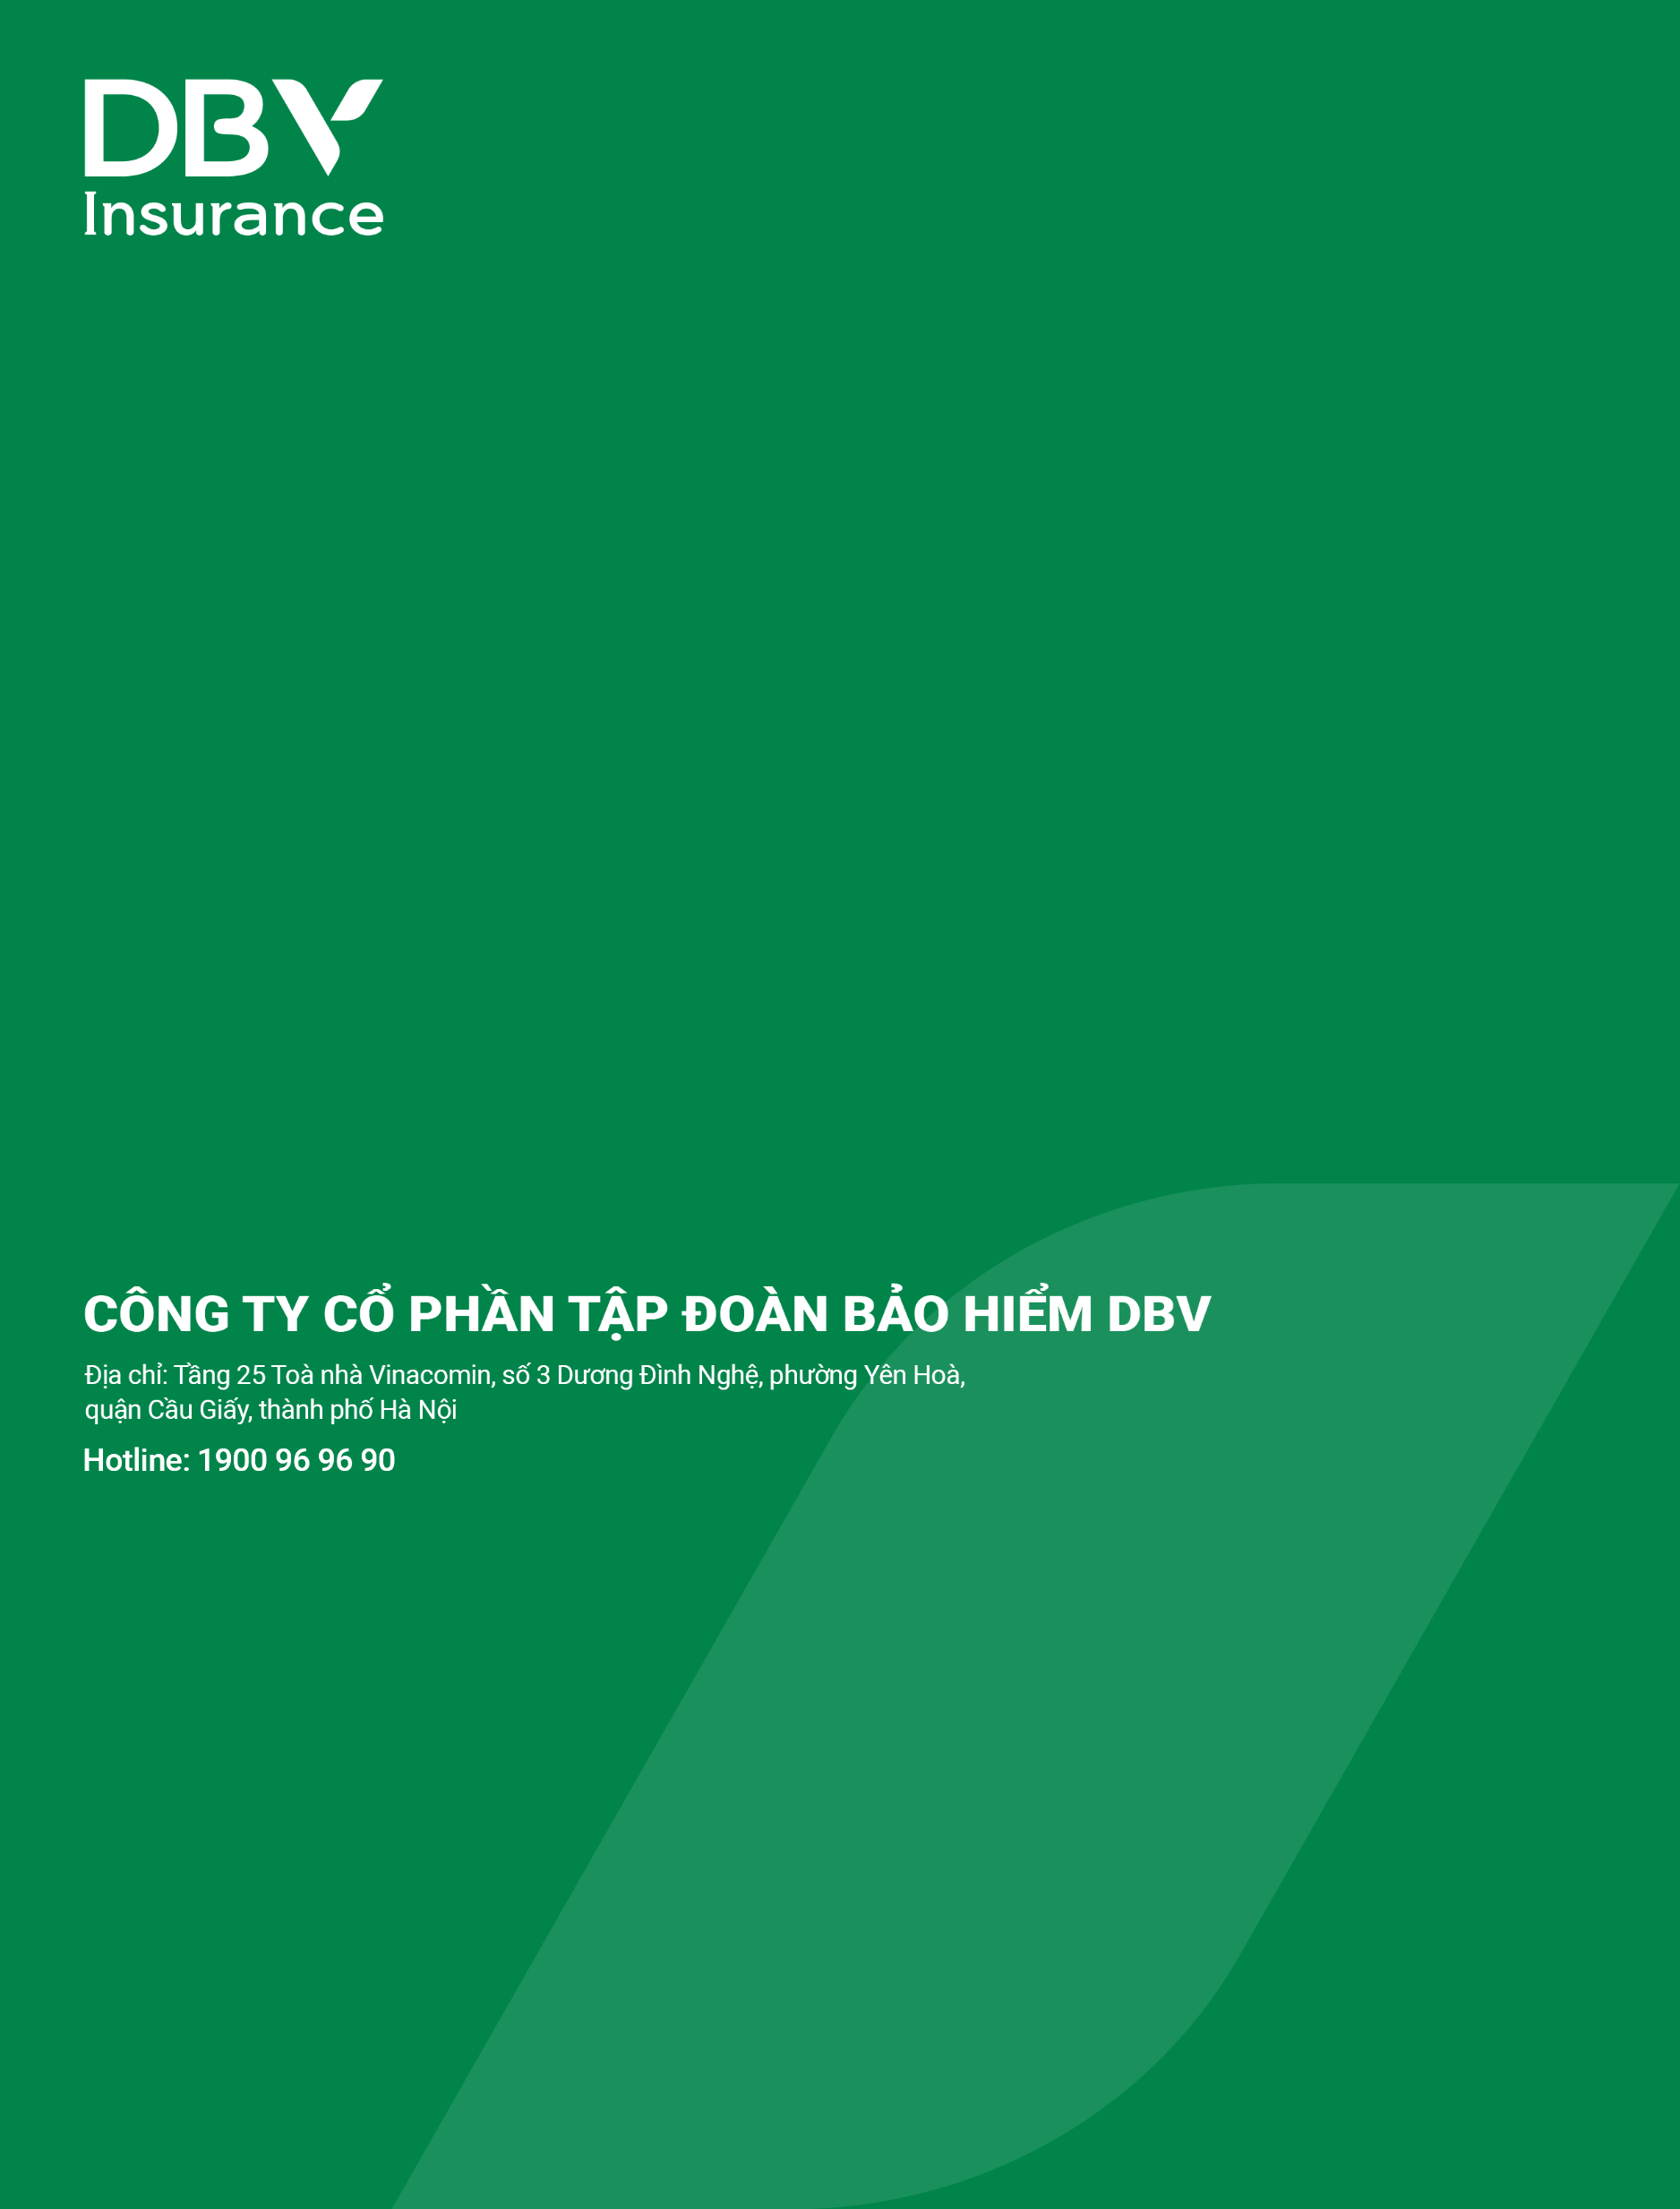 DBV
Insurance
CÔNG TY CỔ PHẦN TẬP ĐOÀN BẢO HIỂM DBV
Địa chỉ: Tầng 25 Toà nhà Vinacomin, số 3 Dương Đình Nghệ, phường Yên Hoà,
quận Cầu Giấy, thành phố Hà Nội
Hotline: 1900 96 96 90